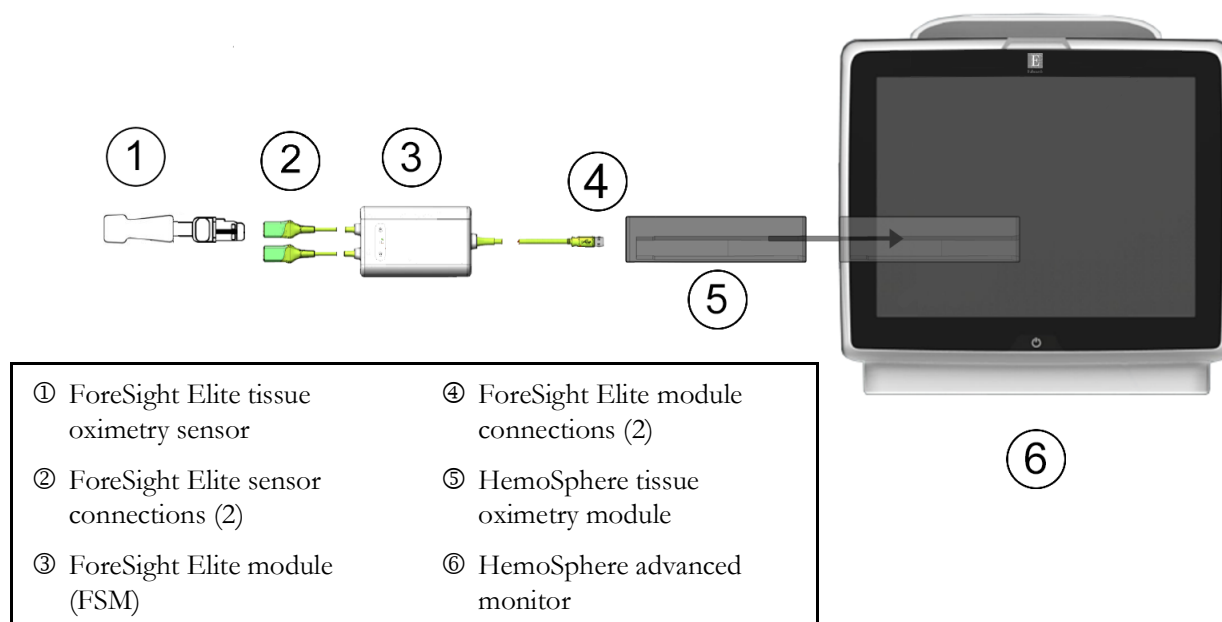 1
2
3
4
5
6
E
① ForeSight Elite tissue
oximetry sensor
② ForeSight Elite sensor
connections (2)
③ ForeSight Elite module
(FSM)
④ ForeSight Elite module
connections (2)
⑤ HemoSphere tissue
oximetry module
⑥ HemoSphere advanced
monitor